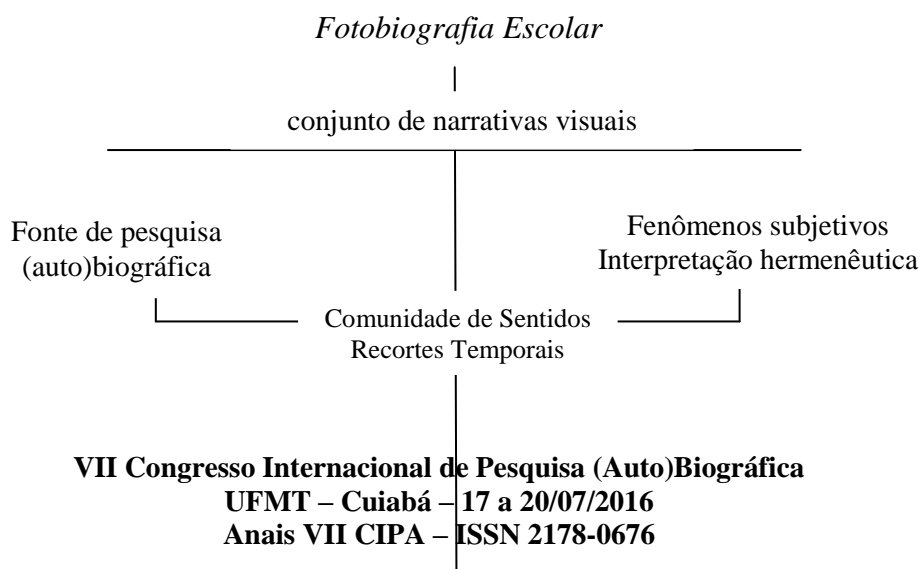 Fotobiografia Escolar
conjunto de narrativas visuais
Fonte de pesquisa
(auto)biográfica
Fenômenos subjetivos
Interpretação hermenêutica
Comunidade de Sentidos
Recortes Temporais
VII Congresso Internacional de Pesquisa (Auto)Biográfica
UFMT – Cuiabá – 17 a 20/07/2016
Anais VII CIPA – ISSN 2178-0676